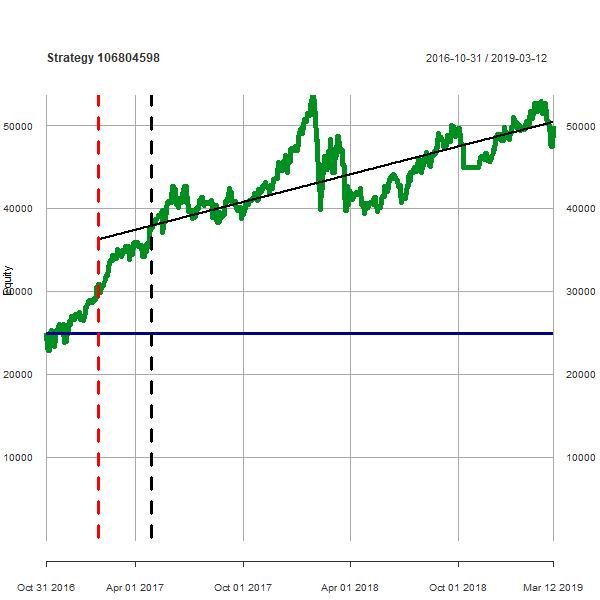 Strategy 106804598
2016-10-31 / 2019-03-12
50000
50000
40000
40000
Equity
30000
30000
20000
20000
10000
10000
Oct 31 2016
Apr 01 2017
Oct 01 2017
Apr 01 2018
Oct 01 2018
Mar 12 2019